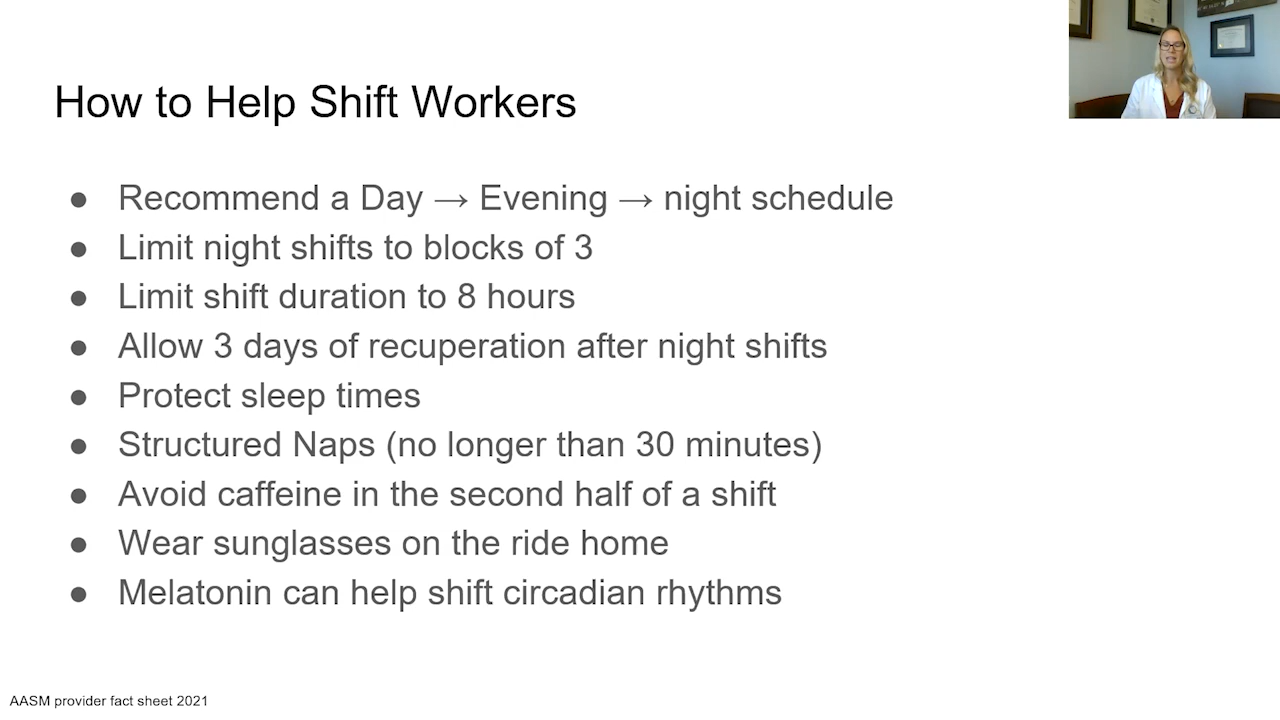 How to Help Shift Workers
● Recommend a Day → Evening → night schedule
● Limit night shifts to blocks of 3
● Limit shift duration to 8 hours
● Allow 3 days of recuperation after night shifts
● Protect sleep times
● Structured Naps (no longer than 30 minutes)
● Avoid caffeine in the second half of a shift
● Wear sunglasses on the ride home
● Melatonin can help shift circadian rhythms
AASM provider fact sheet 2021